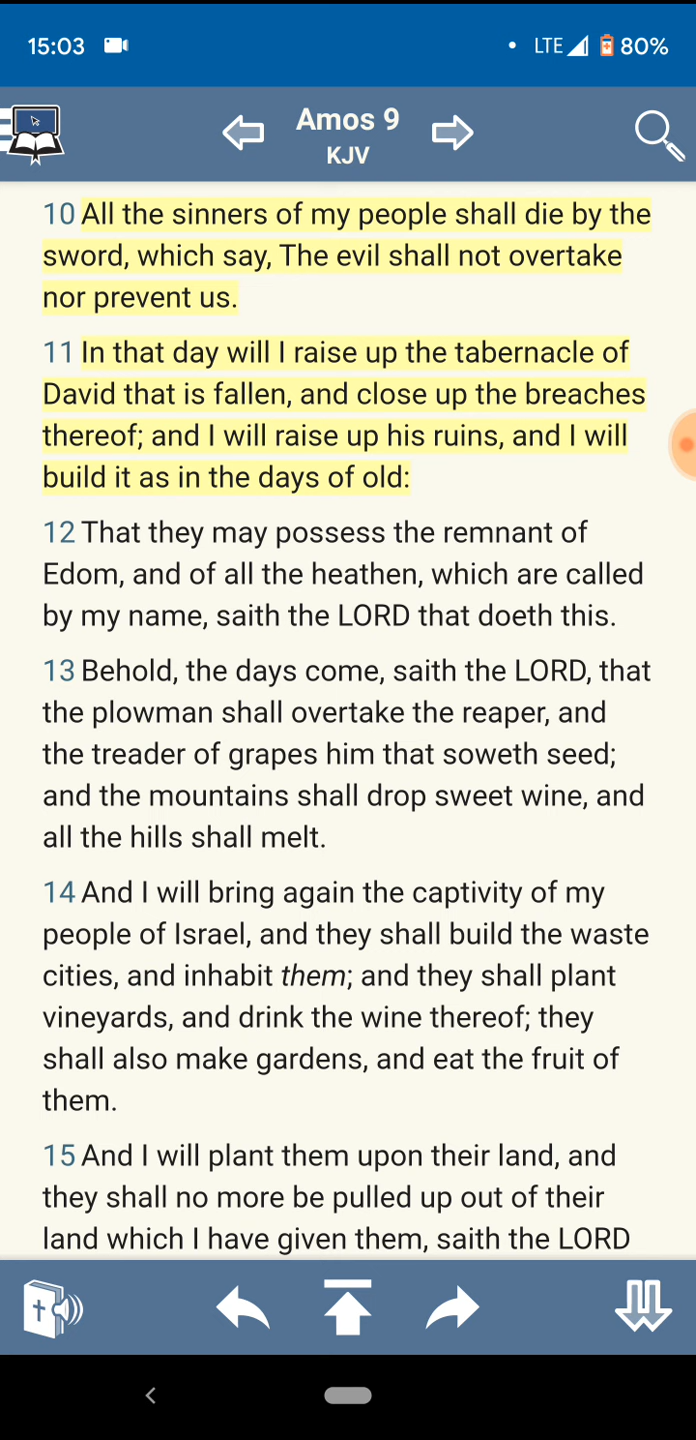 15:03
LTE
80%
Amos 9
KJV
10 All the sinners of my people shall die by the
sword, which say, The evil shall not overtake
nor prevent us.
11 In that day will I raise up the tabernacle of
David that is fallen, and close up the breaches
thereof; and I will raise up his ruins, and I will
build it as in the days of old:
12 That they may possess the remnant of
Edom, and of all the heathen, which are called
by my name, saith the LORD that doeth this.
13 Behold, the days come, saith the LORD, that
the plowman shall overtake the reaper, and
the treader of grapes him that soweth seed;
and the mountains shall drop sweet wine, and
all the hills shall melt.
14 And I will bring again the captivity of my
people of Israel, and they shall build the waste
cities, and inhabit them; and they shall plant
vineyards, and drink the wine thereof; they
shall also make gardens, and eat the fruit of
them.
15 And I will plant them upon their land, and
they shall no more be pulled up out of their
land which I have given them, saith the LORD